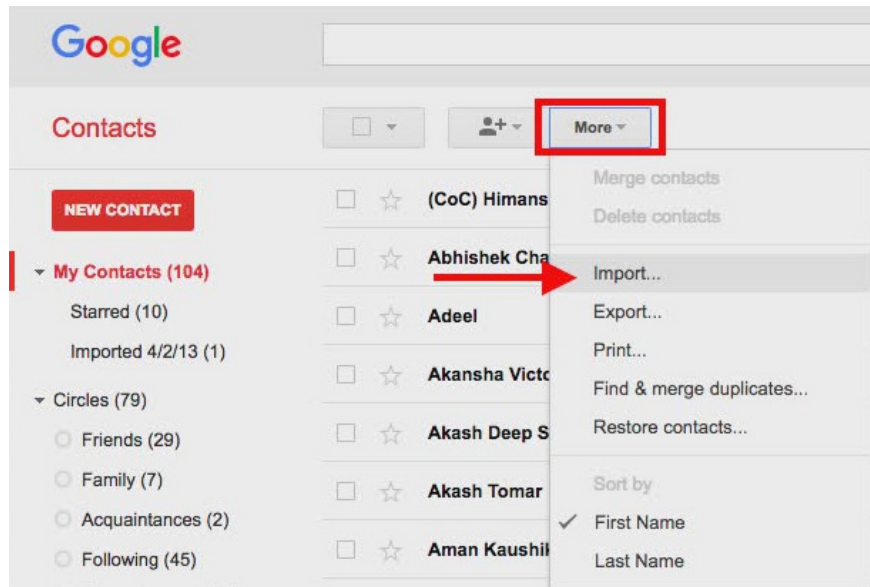 Google
Contacts
More
NEW CONTACT
My Contacts (104)
Starred (10)
Imported 4/2/13 (1)
Circles (79)
Friends (29)
Family (7)
Acquaintances (2)
Following (45)
(CoC) Himans
Abhishek Cha
Adeel
Akansha Victo
Akash Deep S
Akash Tomar
Aman Kaushik
Merge contacts
Delete contacts
Import...
Export...
Print...
Find & merge duplicates...
Restore contacts...
Sort by
First Name
Last Name